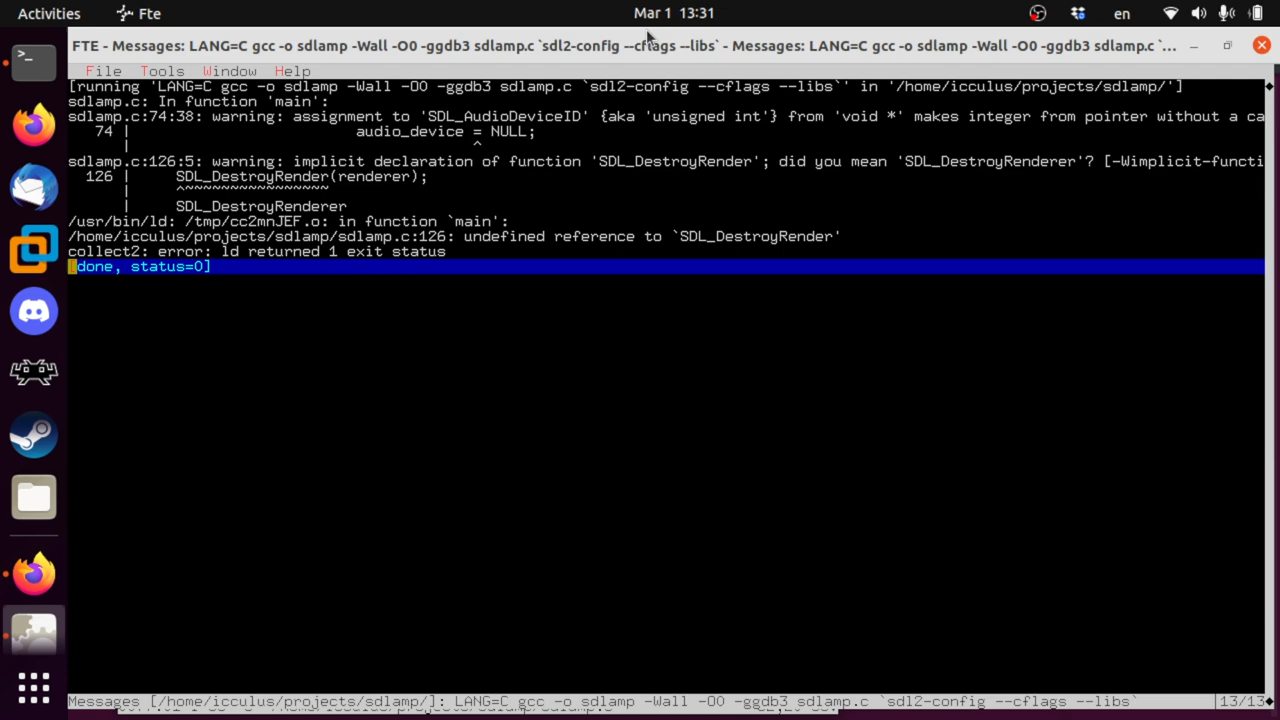 Activities Fte Mar 1 13:31 en
FTE - Messages: LANG=C gcc -o sdlamp -Wall -O0 -ggdb3 sdlamp.c `sdl2-config --cflags --libs` - Messages: LANG=C gcc -o sdlamp -Wall -O0 -ggdb3 sdlamp.c `...
File Tools Window Help
[running 'LANG=C gcc -o sdlamp -Wall -O0 -ggdb3 sdlamp.c `sdl2-config --cflags --libs`' in '/home/icculus/projects/sdlamp/']
sdlamp.c: In function 'main':
sdlamp.c:74:38: warning: assignment to 'SDL_AudioDeviceID' {aka 'unsigned int'} from 'void *' makes integer from pointer without a ca
74 | audio_device = NULL;
| ^
sdlamp.c:126:5: warning: implicit declaration of function 'SDL_DestroyRender'; did you mean 'SDL_DestroyRenderer'? [-Wimplicit-functi
126 | SDL_DestroyRender(renderer);
| ^~~~~~~~~~~~~~~~~
| SDL_DestroyRenderer
/usr/bin/ld: /tmp/cc2mnJEF.o: in function `main':
/home/icculus/projects/sdlamp/sdlamp.c:126: undefined reference to `SDL_DestroyRender'
collect2: error: ld returned 1 exit status
[done, status=0]
Messages [/home/icculus/projects/sdlamp/]: LANG=C gcc -o sdlamp -Wall -O0 -ggdb3 sdlamp.c `sdl2-config --cflags --libs` 13/13